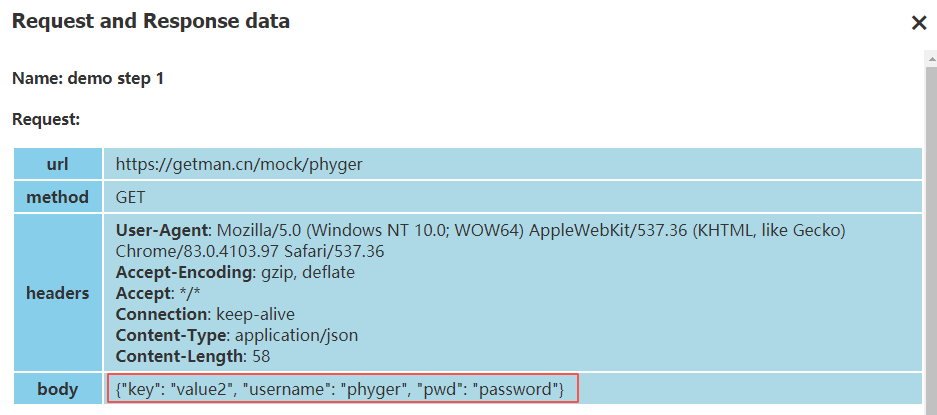 Request and Response data
Name: demo step 1
Request:
url https://getman.cn/mock/phyger
method GET
headers User-Agent: Mozilla/5.0 (Windows NT 10.0; WOW64) AppleWebKit/537.36 (KHTML, like Gecko)
Chrome/83.0.4103.97 Safari/537.36
Accept-Encoding: gzip, deflate
Accept: */*
Connection: keep-alive
Content-Type: application/json
Content-Length: 58
body {"key": "value2", "username": "phyger", "pwd": "password"}